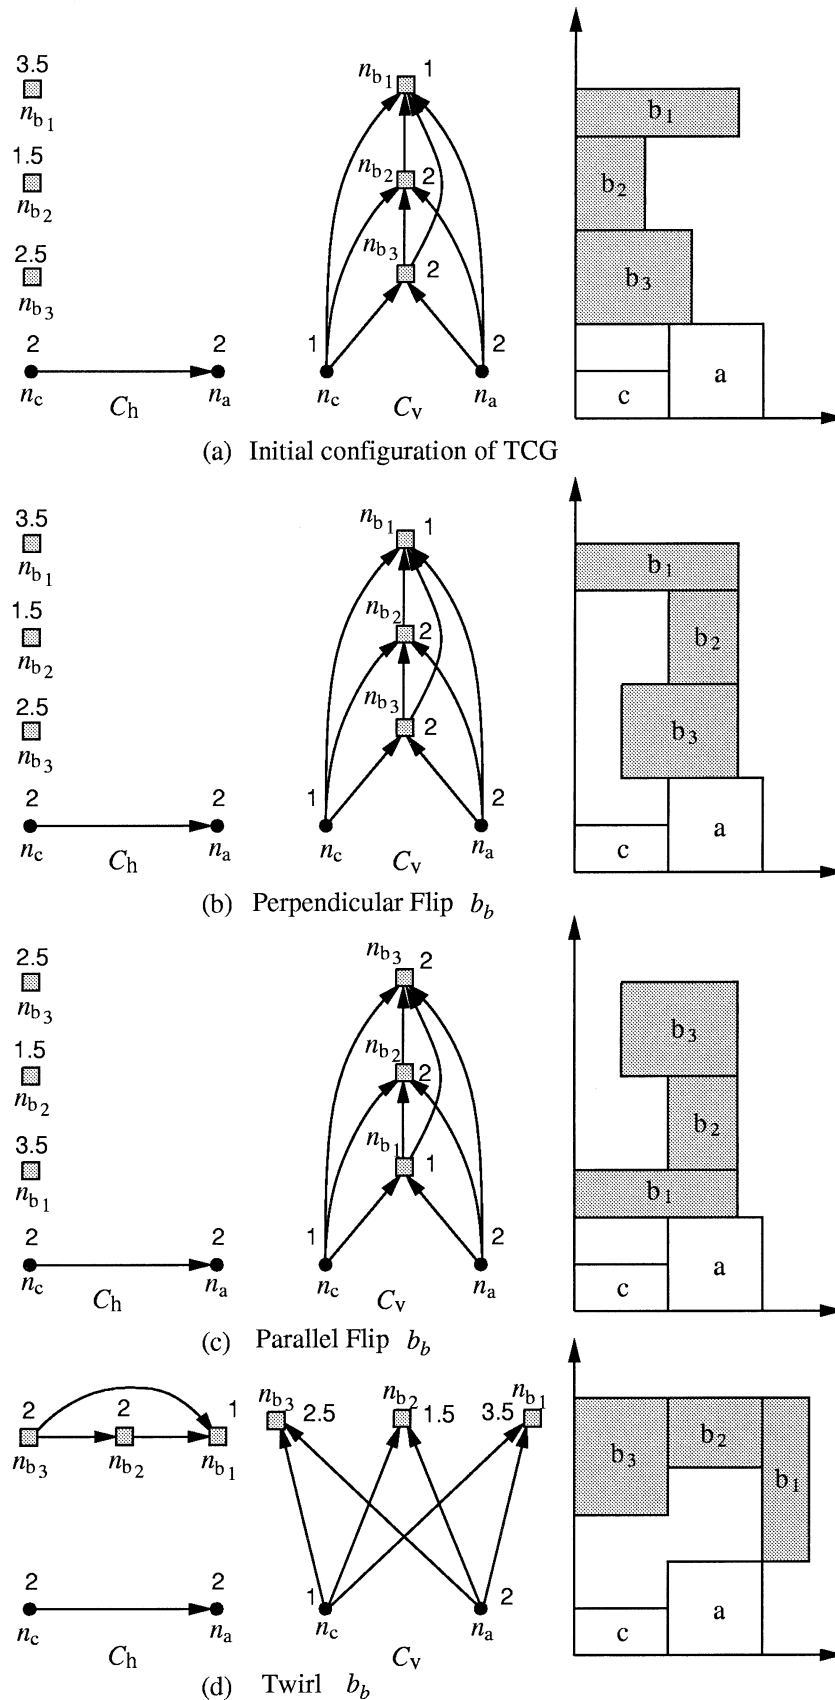 3.5
n_b1
1.5
n_b2
2.5
n_b3
2 2
n_c C_h n_a
n_b1 1
n_b2 2
n_b3 2
1 2
n_c C_v n_a
b1
b2
b3
a
c
(a) Initial configuration of TCG
3.5
n_b1
1.5
n_b2
2.5
n_b3
2 2
n_c C_h n_a
n_b1 1
n_b2 2
n_b3 2
1 2
n_c C_v n_a
b1
b2
b3
a
c
(b) Perpendicular Flip b_b
2.5
n_b3
1.5
n_b2
3.5
n_b1
2 2
n_c C_h n_a
n_b3 2
n_b2 2
n_b1 1
1 2
n_c C_v n_a
b3
b2
b1
a
c
(c) Parallel Flip b_b
2 2 1
n_b3 n_b2 n_b1
2 2
n_c C_h n_a
n_b3 2.5 n_b2 1.5 3.5 n_b1
1 2
n_c C_v n_a
b3 b2 b1
a
c
(d) Twirl b_b